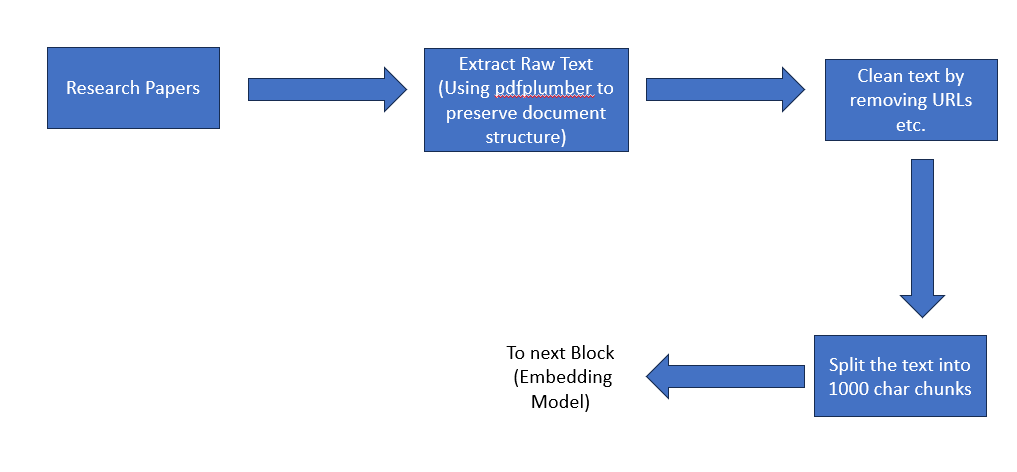 Research Papers
Extract Raw Text
(Using pdfplumber to
preserve document
structure)
Clean text by
removing URLs
etc.
Split the text into
1000 char chunks
To next Block
(Embedding
Model)